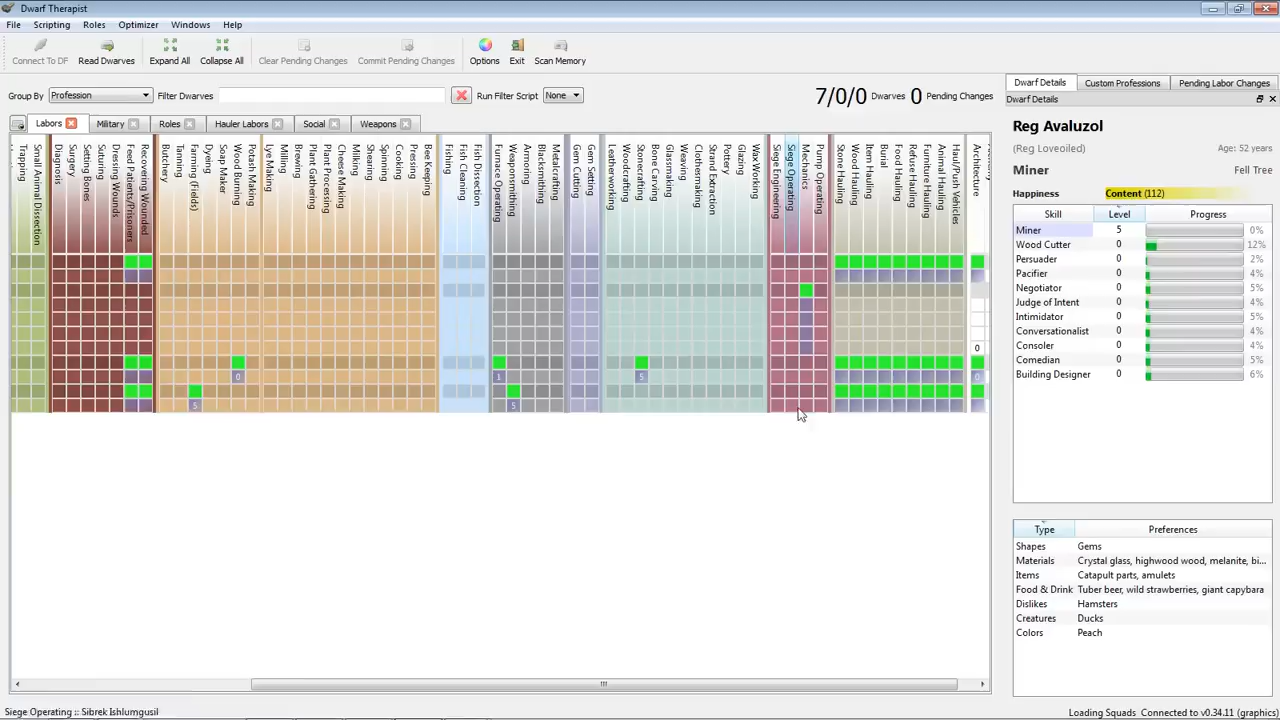 Dwarf Therapist
File Scripting Roles Optimizer Windows Help
Connect To DF Read Dwarves Expand All Collapse All Clear Pending Changes Commit Pending Changes Options Exit Scan Memory
Group By Profession Filter Dwarves Run Filter Script None 7/0/0 Dwarves 0 Pending Changes
Labors Military Roles Hauler Labors Social Weapons
Trapping
Small Animal Dissection
Diagnosis
Surgery
Setting Bones
Suturing
Dressing Wounds
Feed Patients/Prisoners
Recovering Wounded
Butchery
Tanning
Farming (Fields)
Dyeing
Soap Maker
Wood Burning
Potash Making
Lye Making
Milling
Brewing
Plant Gathering
Plant Processing
Cheese Making
Milking
Shearing
Spinning
Cooking
Pressing
Bee Keeping
Fishing
Fish Cleaning
Fish Dissection
Furnace Operating
Weaponsmithing
Armoring
Blacksmithing
Metalcrafting
Gem Cutting
Gem Setting
Leatherworking
Woodcrafting
Stonecrafting
Bone Carving
Glassmaking
Weaving
Clothesmaking
Strand Extraction
Potter
Glazing
Wax Working
Siege Engineering
Siege Operating
Mechanics
Pump Operating
Stone Hauling
Wood Hauling
Item Hauling
Burial
Food Hauling
Refuse Hauling
Furniture Hauling
Animal Hauling
Haul/Push Vehicles
Architecture
0
0 1 5 0
5 5
Dwarf Details Custom Professions Pending Labor Changes
Dwarf Details
Reg Avaluzol
(Reg Loveoiled) Age: 52 years
Miner Fell Tree
Happiness Content (112)
Skill Level Progress
Miner 5 0%
Wood Cutter 0 12%
Persuader 0 2%
Pacifier 0 4%
Negotiator 0 5%
Judge of Intent 0 4%
Intimidator 0 5%
Conversationalist 0 4%
Consoler 0 4%
Comedian 0 5%
Building Designer 0 6%
Type Preferences
Shapes Gems
Materials Crystal glass, highwood wood, melanite, bi...
Items Catapult parts, amulets
Food & Drink Tuber beer, wild strawberries, giant capybara
Dislikes Hamsters
Creatures Ducks
Colors Peach
Siege Operating :: Sibrek Ishlumgusil Loading Squads Connected to v0.34.11 (graphics)